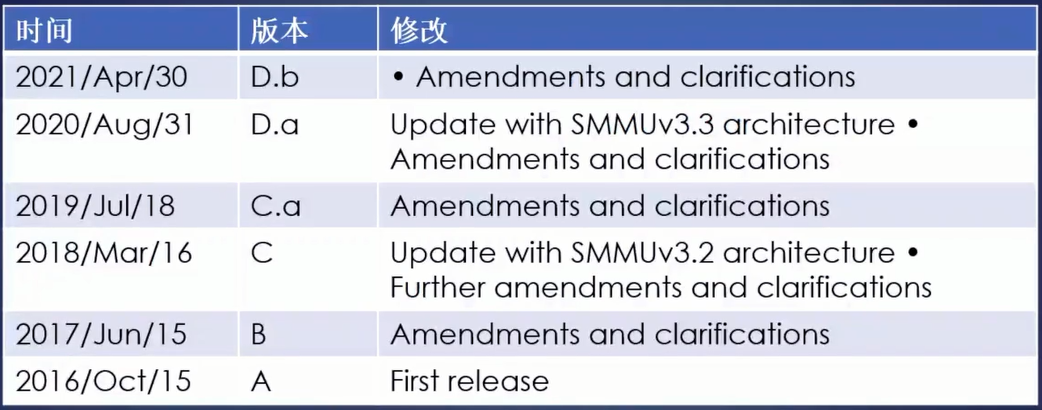 时间 版本 修改
2021/Apr/30 D.b • Amendments and clarifications
2020/Aug/31 D.a Update with SMMUv3.3 architecture •
Amendments and clarifications
2019/Jul/18 C.a Amendments and clarifications
2018/Mar/16 C Update with SMMUv3.2 architecture •
Further amendments and clarifications
2017/Jun/15 B Amendments and clarifications
2016/Oct/15 A First release